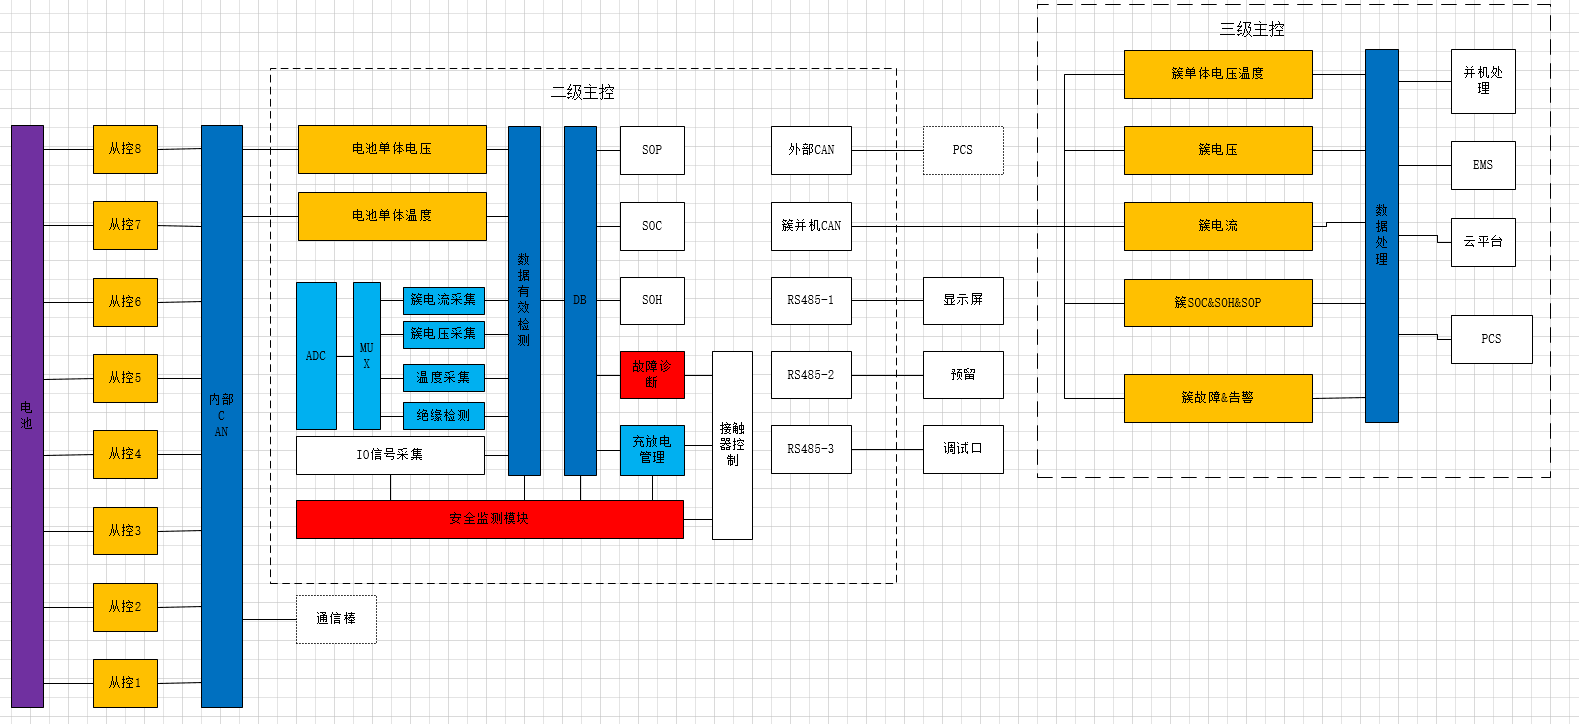 三级主控
二级主控
电
池
从控8
从控7
从控6
从控5
从控4
从控3
从控2
从控1
内部
C
AN
通信棒
电池单体电压
电池单体温度
ADC
MU
X
簇电流采集
簇电压采集
温度采集
绝缘检测
IO信号采集
安全监测模块
数
据
有
效
检
测
DB
SOP
SOC
SOH
故障诊
断
充放电
管理
接触
器控
制
外部CAN
簇并机CAN
RS485-1
RS485-2
RS485-3
PCS
显示屏
预留
调试口
簇单体电压温度
簇电压
簇电流
簇SOC&SOH&SOP
簇故障&告警
数
据
处
理
并机处
理
EMS
云平台
PCS